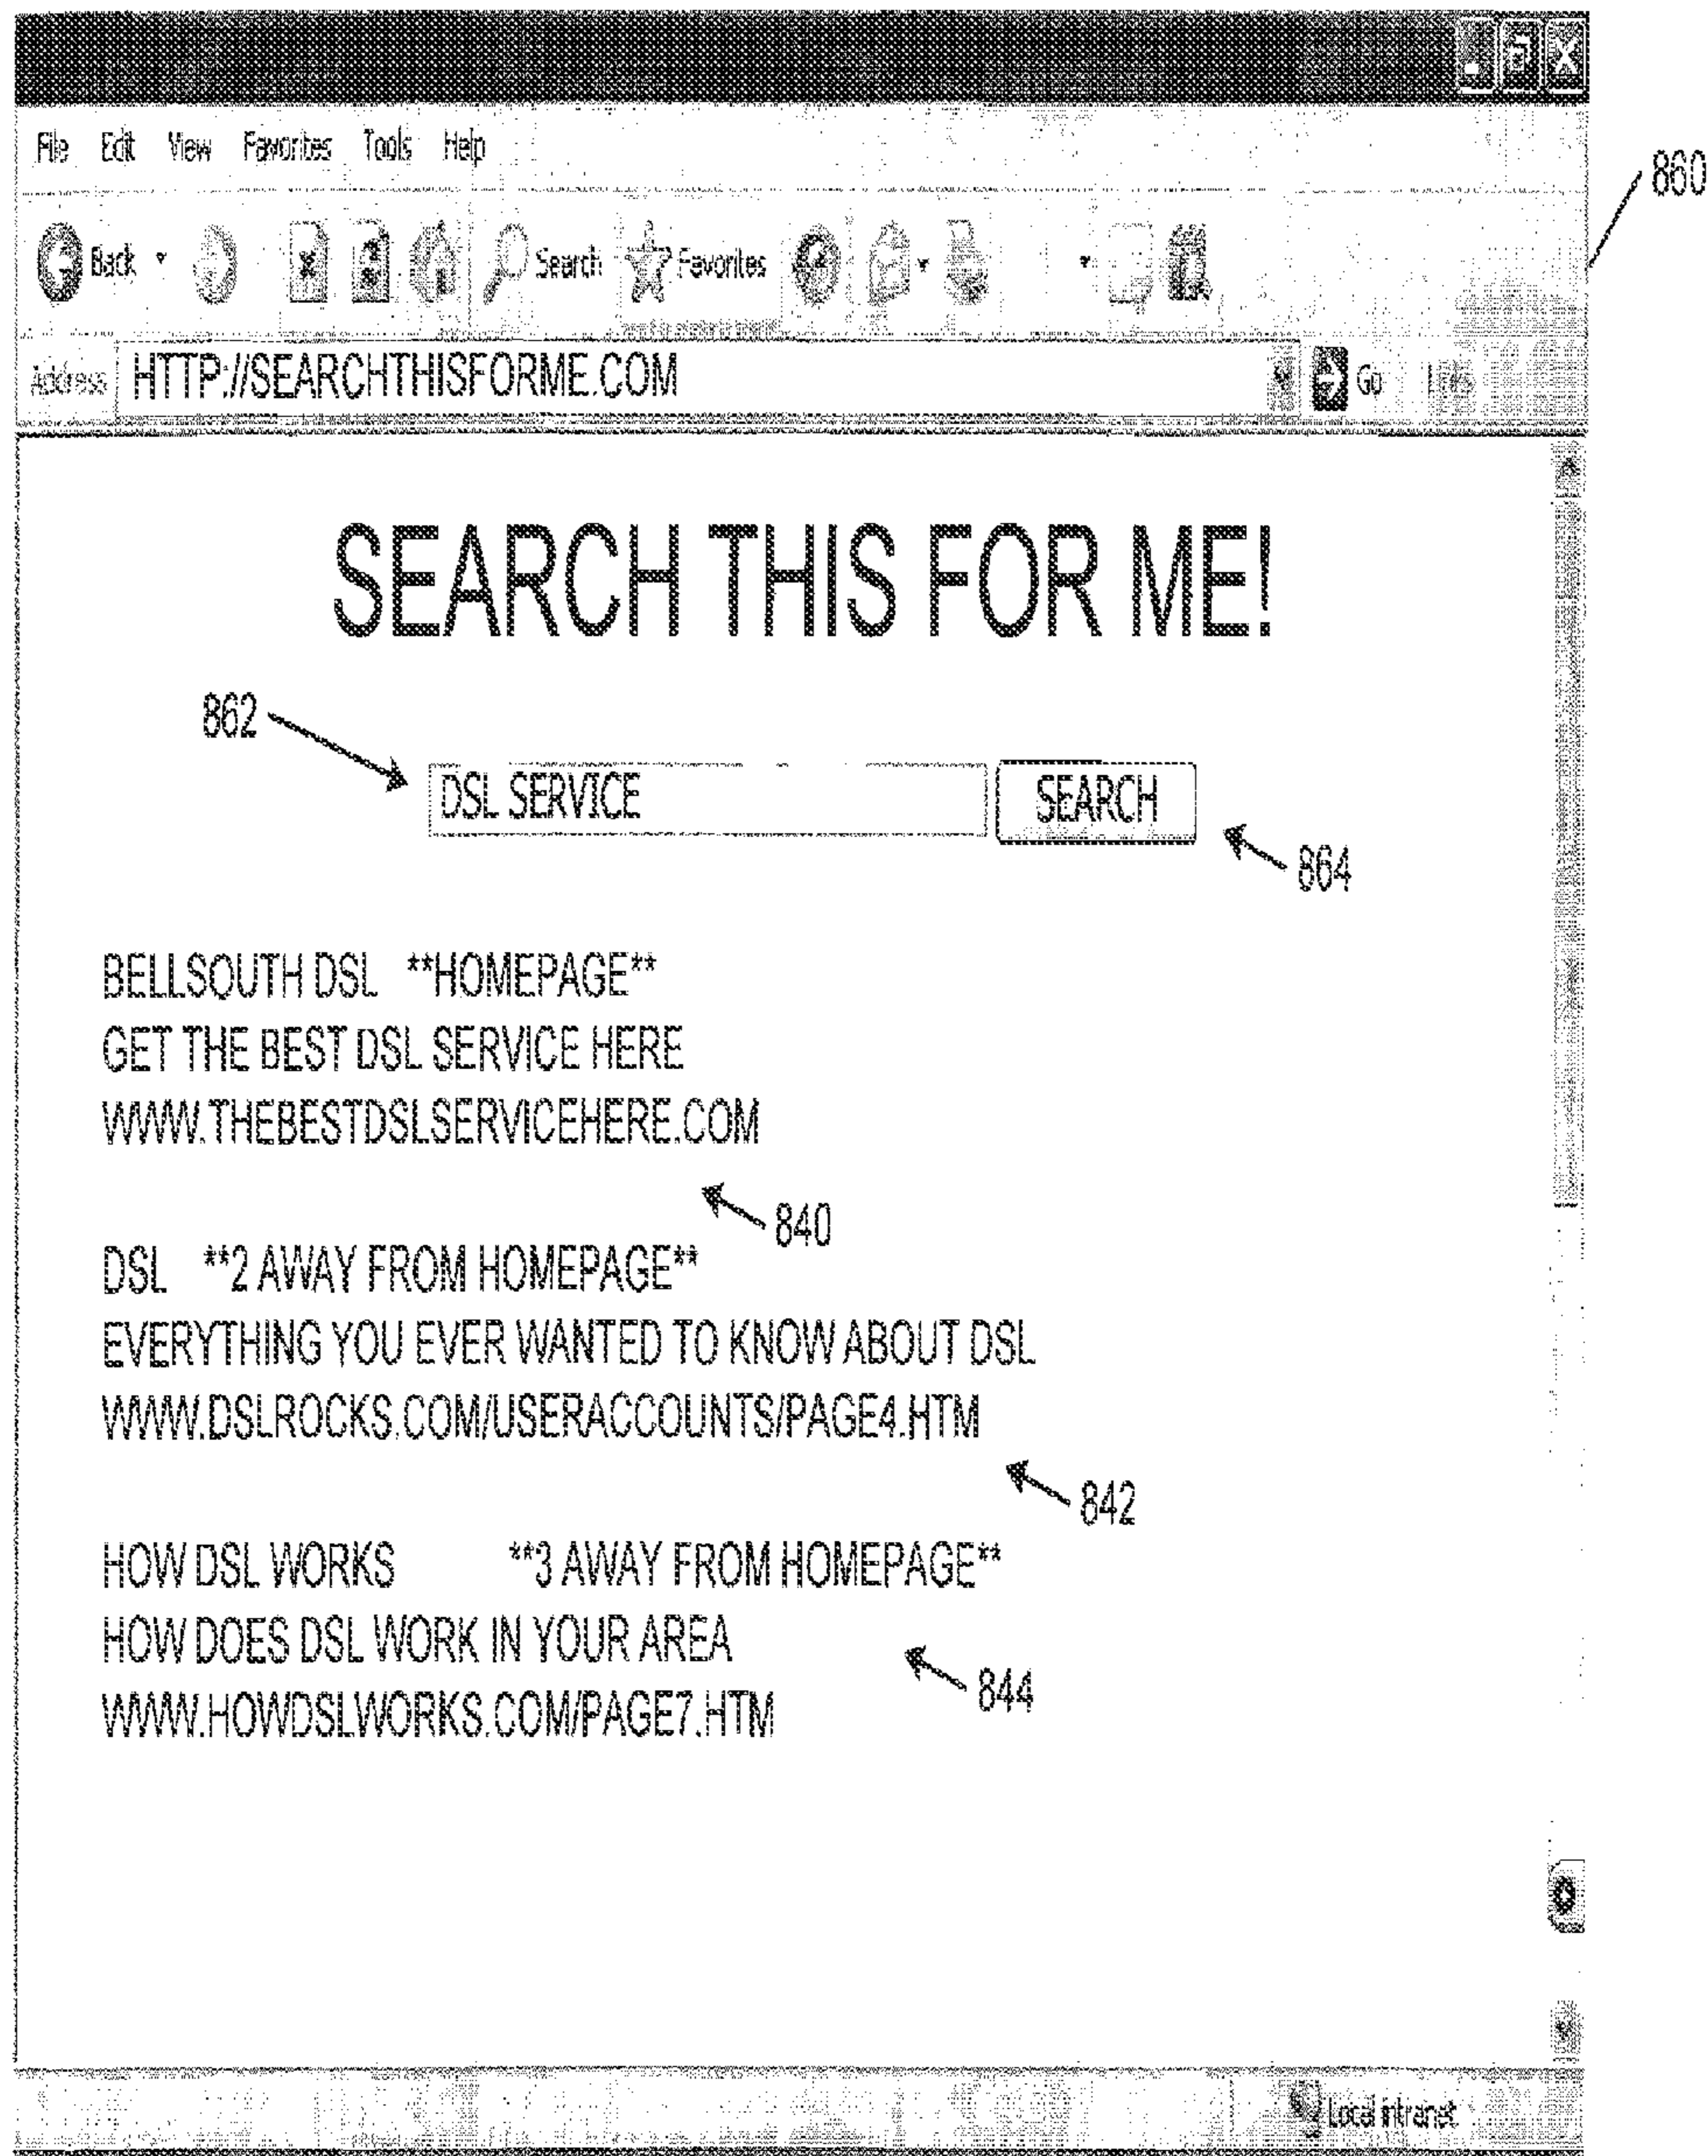 File Edit View Favorites Tools Help
860
Back Search Favorites
Address HTTP://SEARCHTHISFORME.COM Go Links
SEARCH THIS FOR ME!
862
DSL SERVICE SEARCH
864
BELLSOUTH DSL **HOMEPAGE**
GET THE BEST DSL SERVICE HERE
WWW.THEBESTDSLSERVICEHERE.COM
840
DSL **2 AWAY FROM HOMEPAGE**
EVERYTHING YOU EVER WANTED TO KNOW ABOUT DSL
WWW.DSLROCKS.COM/USERACCOUNTS/PAGE4.HTM
842
HOW DSL WORKS **3 AWAY FROM HOMEPAGE**
HOW DOES DSL WORK IN YOUR AREA
844
WWW.HOWDSLWORKS.COM/PAGE7.HTM
Local intranet